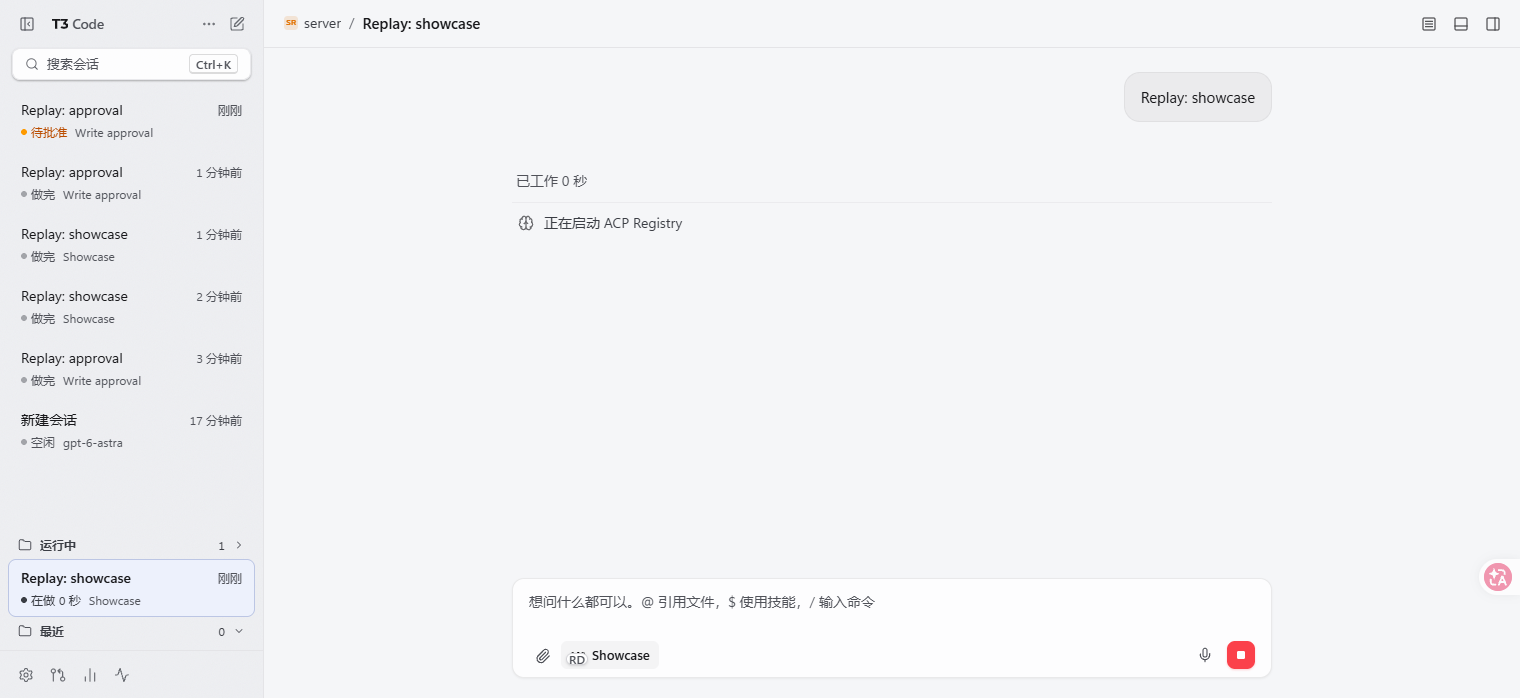 T3 Code
搜索会话 Ctrl+K
Replay: approval 刚刚
待批准 Write approval
Replay: approval 1 分钟前
做完 Write approval
Replay: showcase 1 分钟前
做完 Showcase
Replay: showcase 2 分钟前
做完 Showcase
Replay: approval 3 分钟前
做完 Write approval
新建会话 17 分钟前
空闲 gpt-6-astra
运行中 1
Replay: showcase 刚刚
在做 0 秒 Showcase
最近 0
SR server / Replay: showcase
Replay: showcase
已工作 0 秒
正在启动 ACP Registry
想问什么都可以。@ 引用文件，$ 使用技能，/ 输入命令
RD Showcase